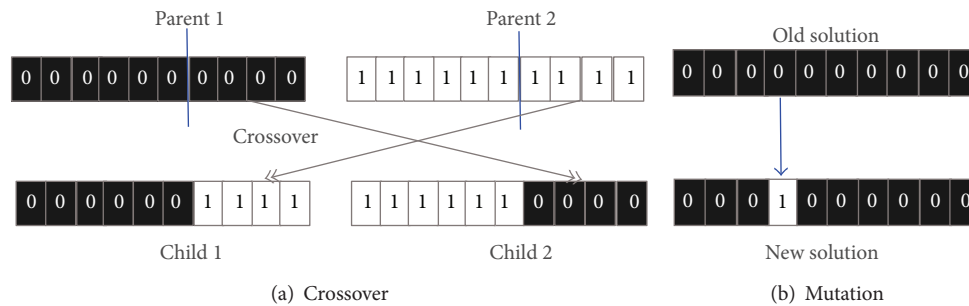 Parent 1
Parent 2
0 0 0 0 0 0 0 0 0 0
1 1 1 1 1 1 1 1 1 1
Crossover
0 0 0 0 0 0 1 1 1 1
1 1 1 1 1 1 0 0 0 0
Child 1
Child 2
(a) Crossover
Old solution
0 0 0 0 0 0 0 0 0 0
0 0 0 1 0 0 0 0 0 0
New solution
(b) Mutation